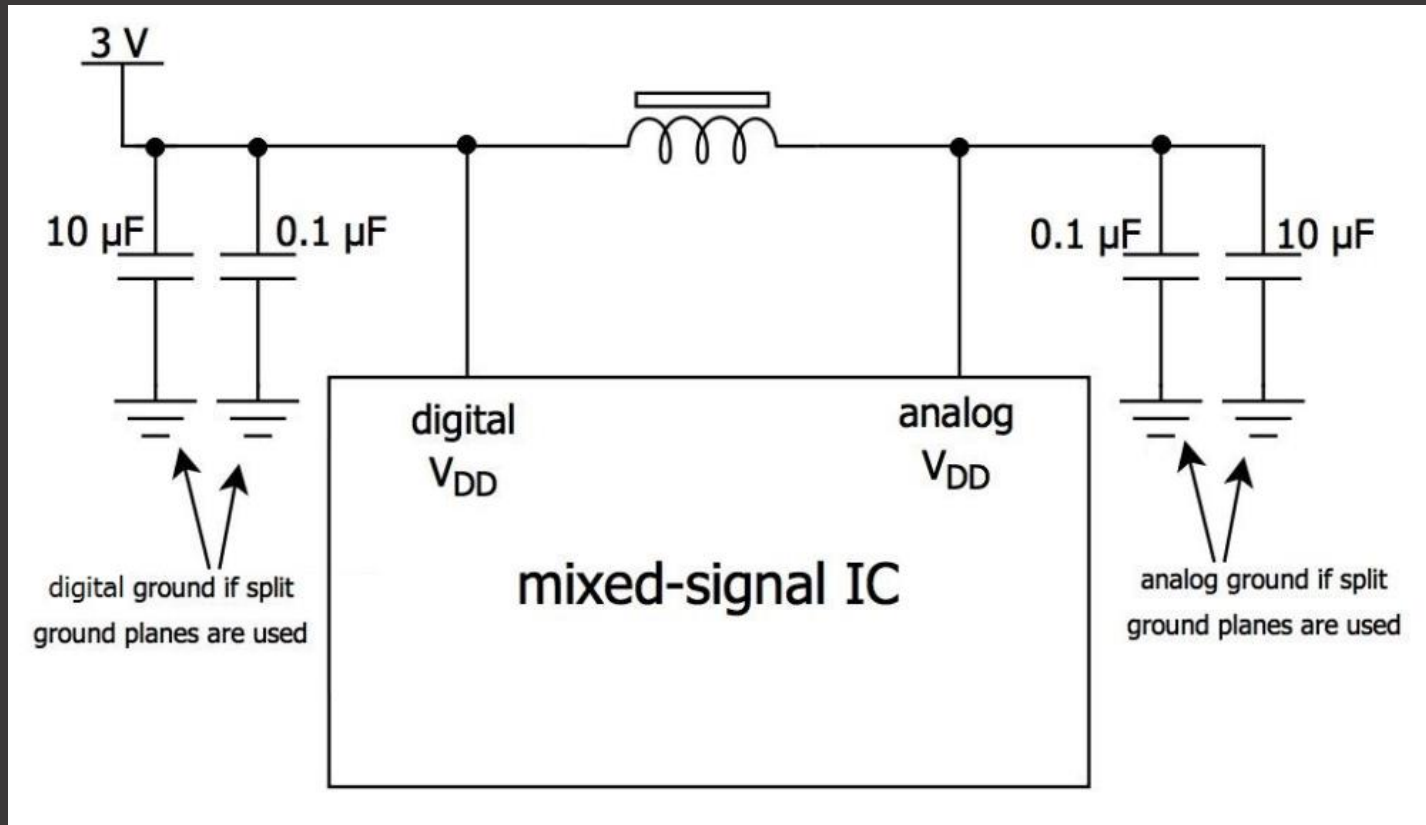 3 V
10 µF
0.1 µF
0.1 µF
10 µF
digital
VDD
analog
VDD
mixed-signal IC
digital ground if split
ground planes are used
analog ground if split
ground planes are used